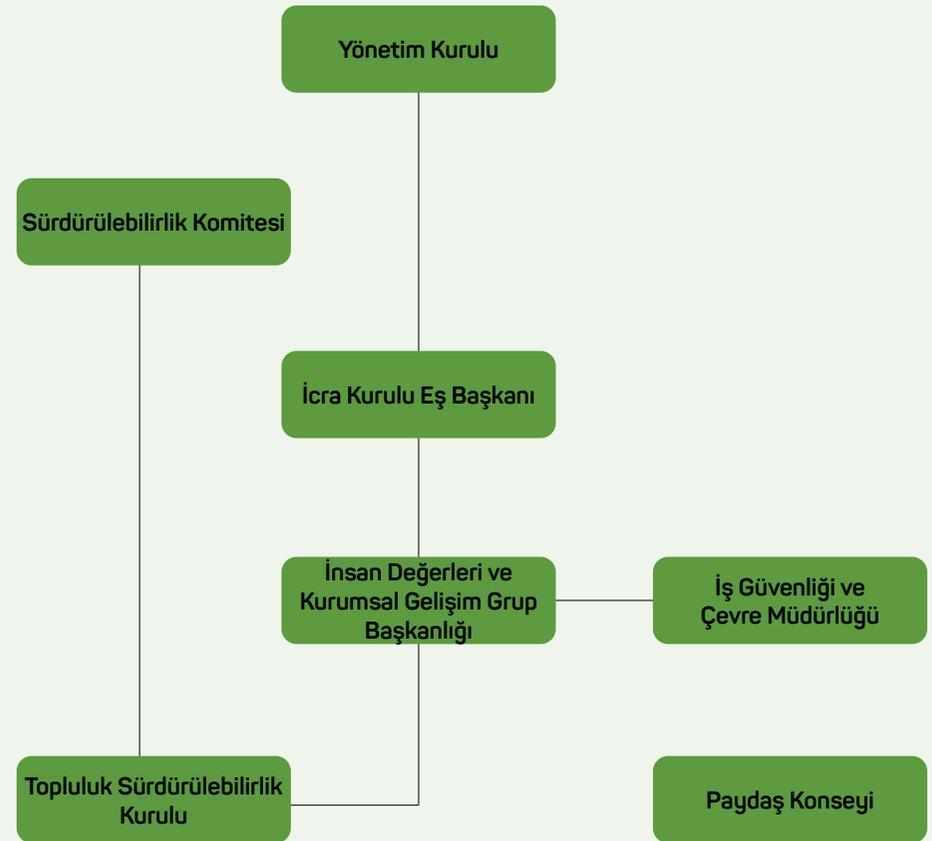 Yönetim Kurulu
Sürdürülebilirlik Komitesi
İcra Kurulu Eş Başkanı
İnsan Değerleri ve
Kurumsal Gelişim Grup
Başkanlığı
İş Güvenliği ve
Çevre Müdürlüğü
Topluluk Sürdürülebilirlik
Kurulu
Paydaş Konseyi